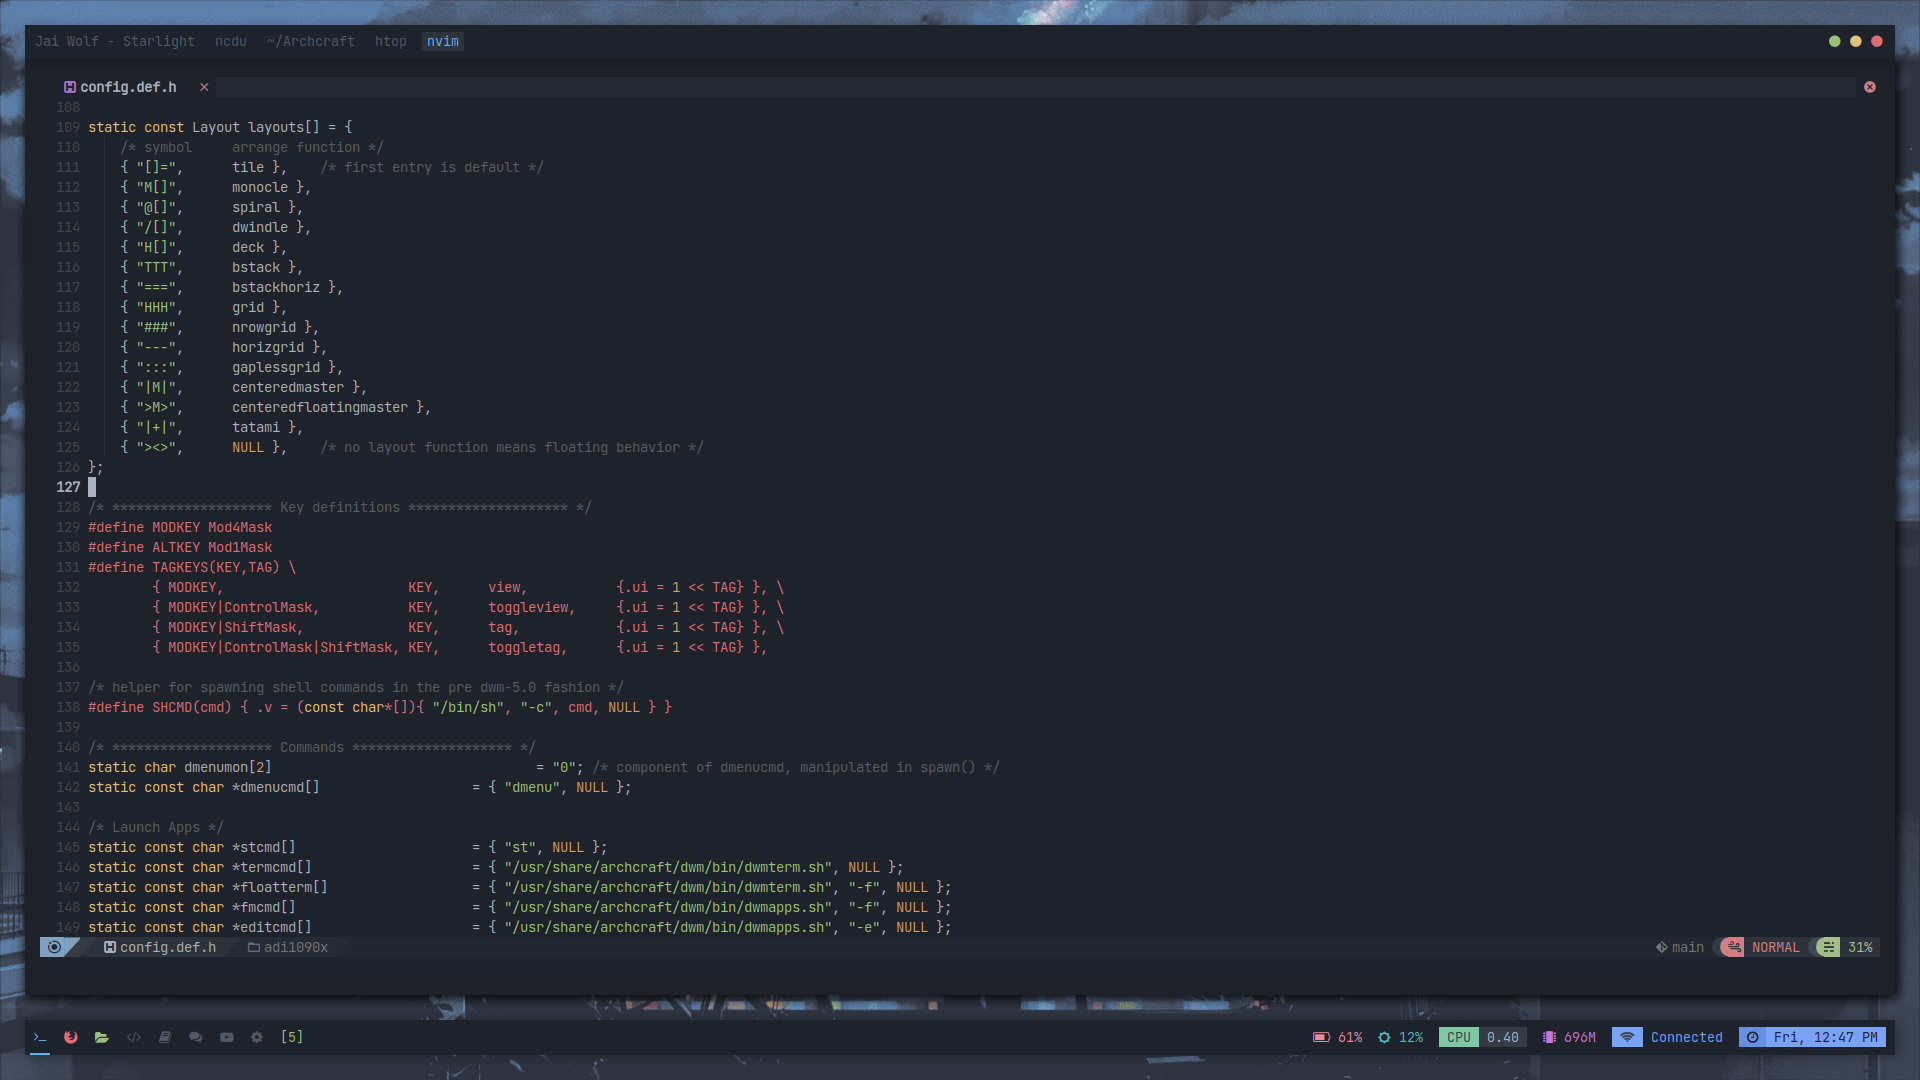 Jai Wolf - Starlight ncdu ~/Archcraft htop nvim
config.def.h ×
108
109 static const Layout layouts[] = {
110     /* symbol     arrange function */
111     { "[]=",      tile },    /* first entry is default */
112     { "M[]",      monocle },
113     { "@[]",      spiral },
114     { "/[]",      dwindle },
115     { "H[]",      deck },
116     { "TTT",      bstack },
117     { "===",      bstackhoriz },
118     { "HHH",      grid },
119     { "###",      nrowgrid },
120     { "---",      horizgrid },
121     { ":::",      gaplessgrid },
122     { "|M|",      centeredmaster },
123     { ">M>",      centeredfloatingmaster },
124     { "|+|",      tatami },
125     { "><>",      NULL },    /* no layout function means floating behavior */
126 };
127
128 /* ******************** Key definitions ******************** */
129 #define MODKEY Mod4Mask
130 #define ALTKEY Mod1Mask
131 #define TAGKEYS(KEY,TAG) \
132         { MODKEY,                       KEY,      view,           {.ui = 1 << TAG} }, \
133         { MODKEY|ControlMask,           KEY,      toggleview,     {.ui = 1 << TAG} }, \
134         { MODKEY|ShiftMask,             KEY,      tag,            {.ui = 1 << TAG} }, \
135         { MODKEY|ControlMask|ShiftMask, KEY,      toggletag,      {.ui = 1 << TAG} },
136
137 /* helper for spawning shell commands in the pre dwm-5.0 fashion */
138 #define SHCMD(cmd) { .v = (const char*[]){ "/bin/sh", "-c", cmd, NULL } }
139
140 /* ******************** Commands ******************** */
141 static char dmenumon[2]                                 = "0"; /* component of dmenucmd, manipulated in spawn() */
142 static const char *dmenucmd[]                   = { "dmenu", NULL };
143
144 /* Launch Apps */
145 static const char *stcmd[]                      = { "st", NULL };
146 static const char *termcmd[]                    = { "/usr/share/archcraft/dwm/bin/dwmterm.sh", NULL };
147 static const char *floatterm[]                  = { "/usr/share/archcraft/dwm/bin/dwmterm.sh", "-f", NULL };
148 static const char *fmcmd[]                      = { "/usr/share/archcraft/dwm/bin/dwmapps.sh", "-f", NULL };
149 static const char *editcmd[]                    = { "/usr/share/archcraft/dwm/bin/dwmapps.sh", "-e", NULL };
config.def.h adi1090x main NORMAL 31%
[5] 61% 12% CPU 0.40 696M Connected Fri, 12:47 PM